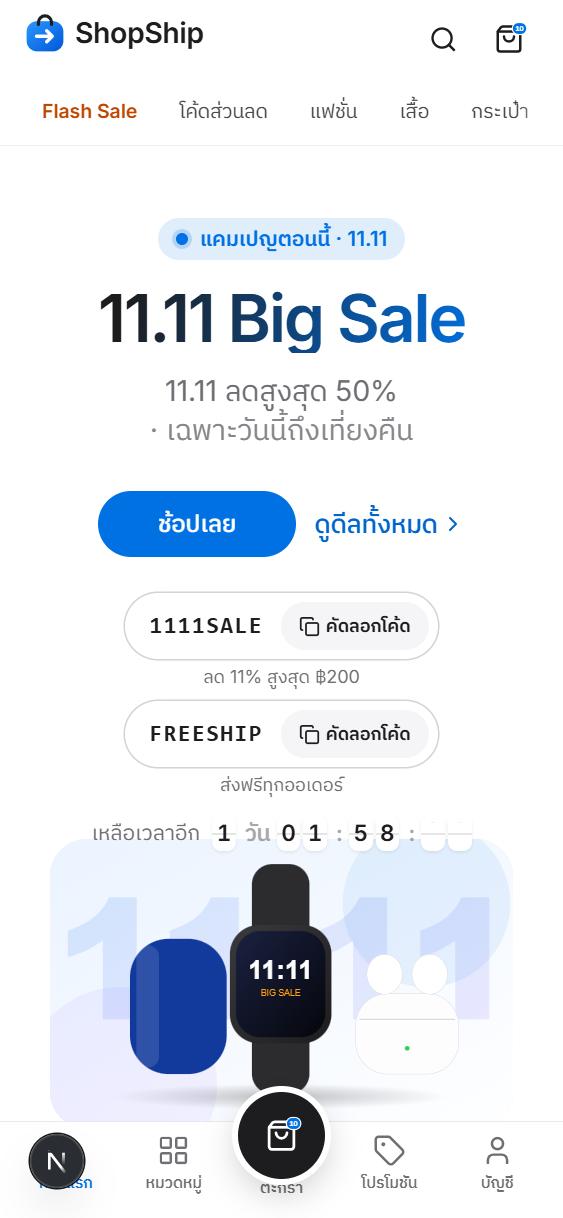 ShopShip
10
Flash Sale โค้ดส่วนลด แฟชั่น เสื้อ กระเป๋า
แคมเปญตอนนี้ · 11.11
11.11 Big Sale
11.11 ลดสูงสุด 50%
· เฉพาะวันนี้ถึงเที่ยงคืน
ช้อปเลย ดูดีลทั้งหมด
1111SALE คัดลอกโค้ด
ลด 11% สูงสุด ฿200
FREESHIP คัดลอกโค้ด
ส่งฟรีทุกออเดอร์
เหลือเวลาอีก 1 วัน 01 : 58 :
11 11
11:11
BIG SALE
10
N
หมวดหมู่ ตะกร้า โปรโมชัน บัญชี